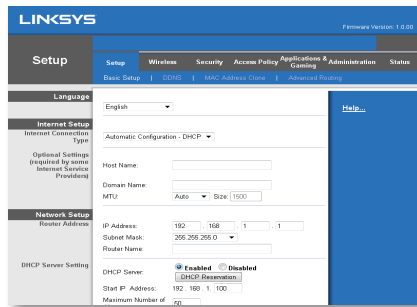 LINKSYS
Firmware Version: 1.0.00
Setup
Setup Wireless Security Access Policy Applications & Gaming Administration Status
Basic Setup | DDNS | MAC Address Clone | Advanced Routing
Language
English
Help...
Internet Setup
Internet Connection Type
Automatic Configuration - DHCP
Optional Settings
(required by some
Internet Service
Providers)
Host Name:
Domain Name:
MTU: Auto Size: 1500
Network Setup
Router Address
IP Address: 192 . 168 . 1 . 1
Subnet Mask: 255.255.255.0
Router Name:
DHCP Server Setting
DHCP Server: Enabled Disabled
DHCP Reservation
Start IP Address: 192 . 168 . 1. 100
Maximum Number of 50